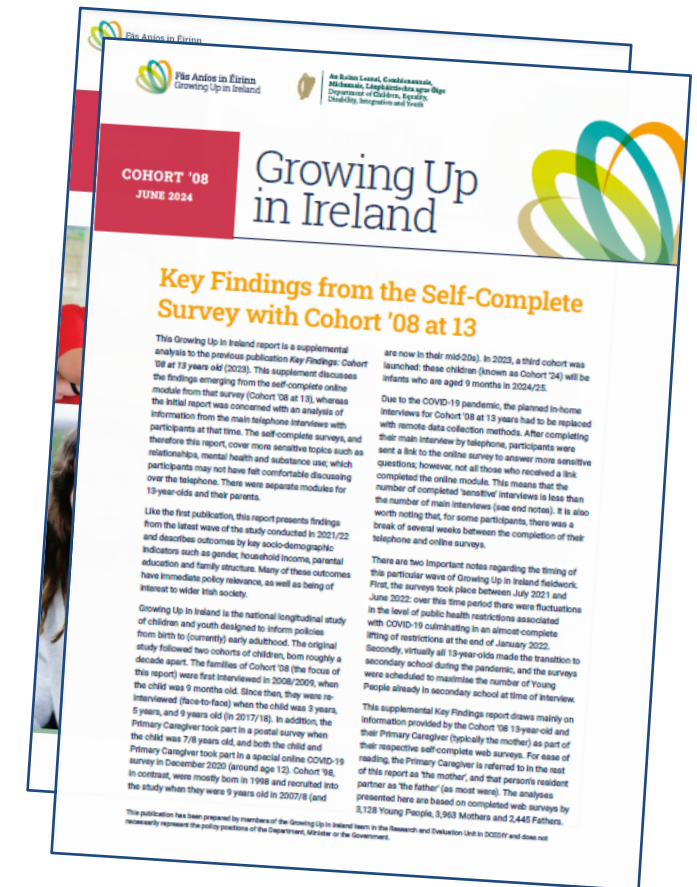 Fás Aníos in Éirinn
Fás Aníos in Éirinn
Growing Up in Ireland
An Roinn Leanaí, Comhionannais,
Míchumais, Lánpháirtíochta agus Óige
Department of Children, Equality,
Disability, Integration and Youth
COHORT '08
JUNE 2024
Growing Up
in Ireland
Key Findings from the Self-Complete
Survey with Cohort '08 at 13
This Growing Up in Ireland report is a supplemental
analysis to the previous publication Key Findings: Cohort
'08 at 13 years old (2023). This supplement discusses
the findings emerging from the self-complete online
module from that survey (Cohort '08 at 13), whereas
the initial report was concerned with an analysis of
information from the main telephone interviews with
participants at that time. The self-complete surveys, and
therefore this report, cover more sensitive topics such as
relationships, mental health and substance use; which
participants may not have felt comfortable discussing
over the telephone. There were separate modules for
13-year-olds and their parents.
Like the first publication, this report presents findings
from the latest wave of the study conducted in 2021/22
and describes outcomes by key socio-demographic
indicators such as gender, household income, parental
education and family structure. Many of these outcomes
have immediate policy relevance, as well as being of
interest to wider Irish society.
Growing Up in Ireland is the national longitudinal study
of children and youth designed to inform policies
from birth to (currently) early adulthood. The original
study followed two cohorts of children, born roughly a
decade apart. The families of Cohort '08 (the focus of
this report) were first interviewed in 2008/2009, when
the child was 9 months old. Since then, they were re-
interviewed (face-to-face) when the child was 3 years,
5 years, and 9 years old (in 2017/18). In addition, the
Primary Caregiver took part in a postal survey when
the child was 7/8 years old, and both the child and
Primary Caregiver took part in a special online COVID-19
survey in December 2020 (around age 12). Cohort '98,
in contrast, were mostly born in 1998 and recruited into
the study when they were 9 years old in 2007/8 (and
are now in their mid-20s). In 2023, a third cohort was
launched: these children (known as Cohort '24) will be
infants who are aged 9 months in 2024/25.
Due to the COVID-19 pandemic, the planned in-home
interviews for Cohort '08 at 13 years had to be replaced
with remote data collection methods. After completing
their main interview by telephone, participants were
sent a link to the online survey to answer more sensitive
questions; however, not all those who received a link
completed the online module. This means that the
number of completed 'sensitive' interviews is less than
the number of main interviews (see end notes). It is also
worth noting that, for some participants, there was a
break of several weeks between the completion of their
telephone and online surveys.
There are two important notes regarding the timing of
this particular wave of Growing Up in Ireland fieldwork.
First, the surveys took place between July 2021 and
June 2022: over this time period there were fluctuations
in the level of public health restrictions associated
with COVID-19 culminating in an almost-complete
lifting of restrictions at the end of January 2022.
Secondly, virtually all 13-year-olds made the transition to
secondary school during the pandemic, and the surveys
were scheduled to maximise the number of Young
People already in secondary school at time of interview.
This supplemental Key Findings report draws mainly on
information provided by the Cohort '08 13-year-old and
their Primary Caregiver (typically the mother) as part of
their respective self-complete web surveys. For ease of
reading, the Primary Caregiver is referred to in the rest
of this report as 'the mother', and that person's resident
partner as 'the father' (as most were). The analyses
presented here are based on completed web surveys by
3,128 Young People, 3,963 Mothers and 2,445 Fathers.
This publication has been prepared by members of the Growing Up in Ireland team in the Research and Evaluation Unit in DCEDIY and does not
necessarily represent the policy positions of the Department, Minister or the Government.